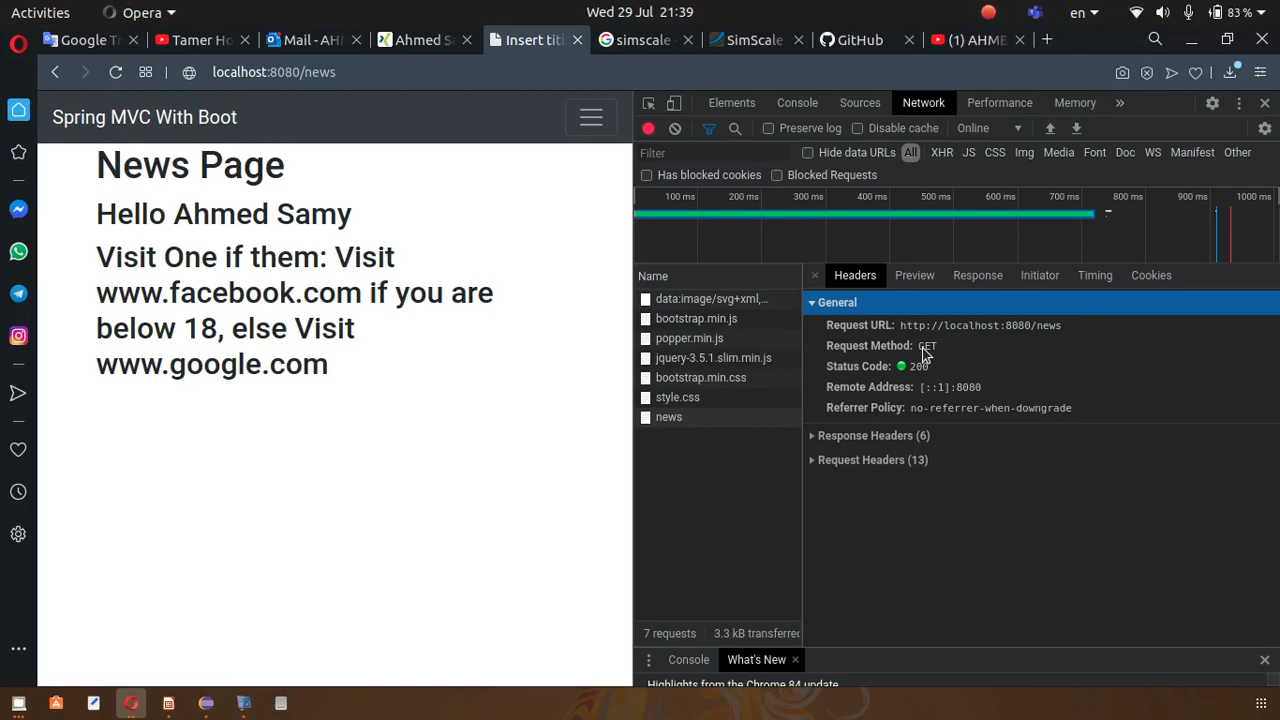 Activities
Opera
Wed 29 Jul 21:39
en
83 %
Google Tr
Tamer Ho
Mail - AHM
Ahmed Sa
Insert titl
simscale -
SimScale
GitHub
(1) AHME
localhost:8080/news
Spring MVC With Boot
News Page
Hello Ahmed Samy
Visit One if them: Visit
www.facebook.com if you are
below 18, else Visit
www.google.com
Elements
Console
Sources
Network
Performance
Memory
Preserve log
Disable cache
Online
Filter
Hide data URLs
All
XHR
JS
CSS
Img
Media
Font
Doc
WS
Manifest
Other
Has blocked cookies
Blocked Requests
100 ms
200 ms
300 ms
400 ms
500 ms
600 ms
700 ms
800 ms
900 ms
1000 ms
Name
data:image/svg+xml,...
bootstrap.min.js
popper.min.js
jquery-3.5.1.slim.min.js
bootstrap.min.css
style.css
news
Headers
Preview
Response
Initiator
Timing
Cookies
General
Request URL: http://localhost:8080/news
Request Method: GET
Status Code: 200
Remote Address: [::1]:8080
Referrer Policy: no-referrer-when-downgrade
Response Headers (6)
Request Headers (13)
7 requests
3.3 kB transferred
Console
What's New
Highlights from the Chrome 84 update